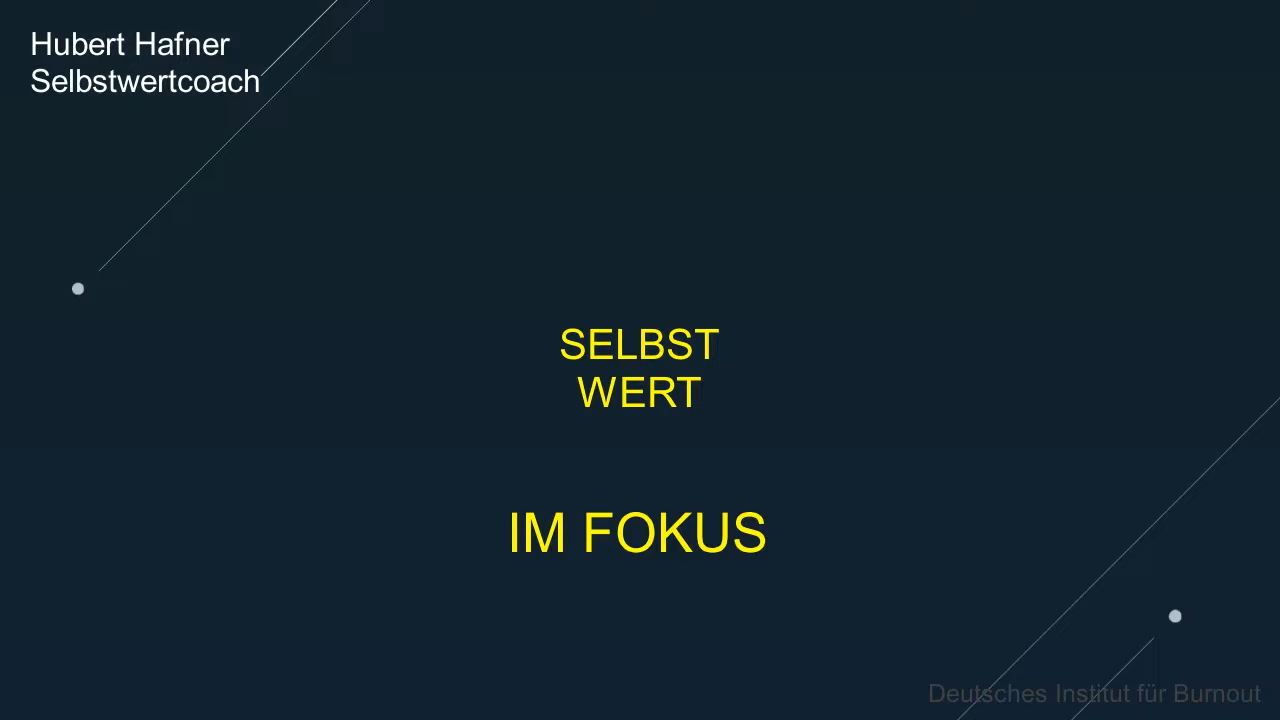 Hubert Hafner
Selbstwertcoach
SELBST
WERT
IM FOKUS
Deutsches Institut für Burnout